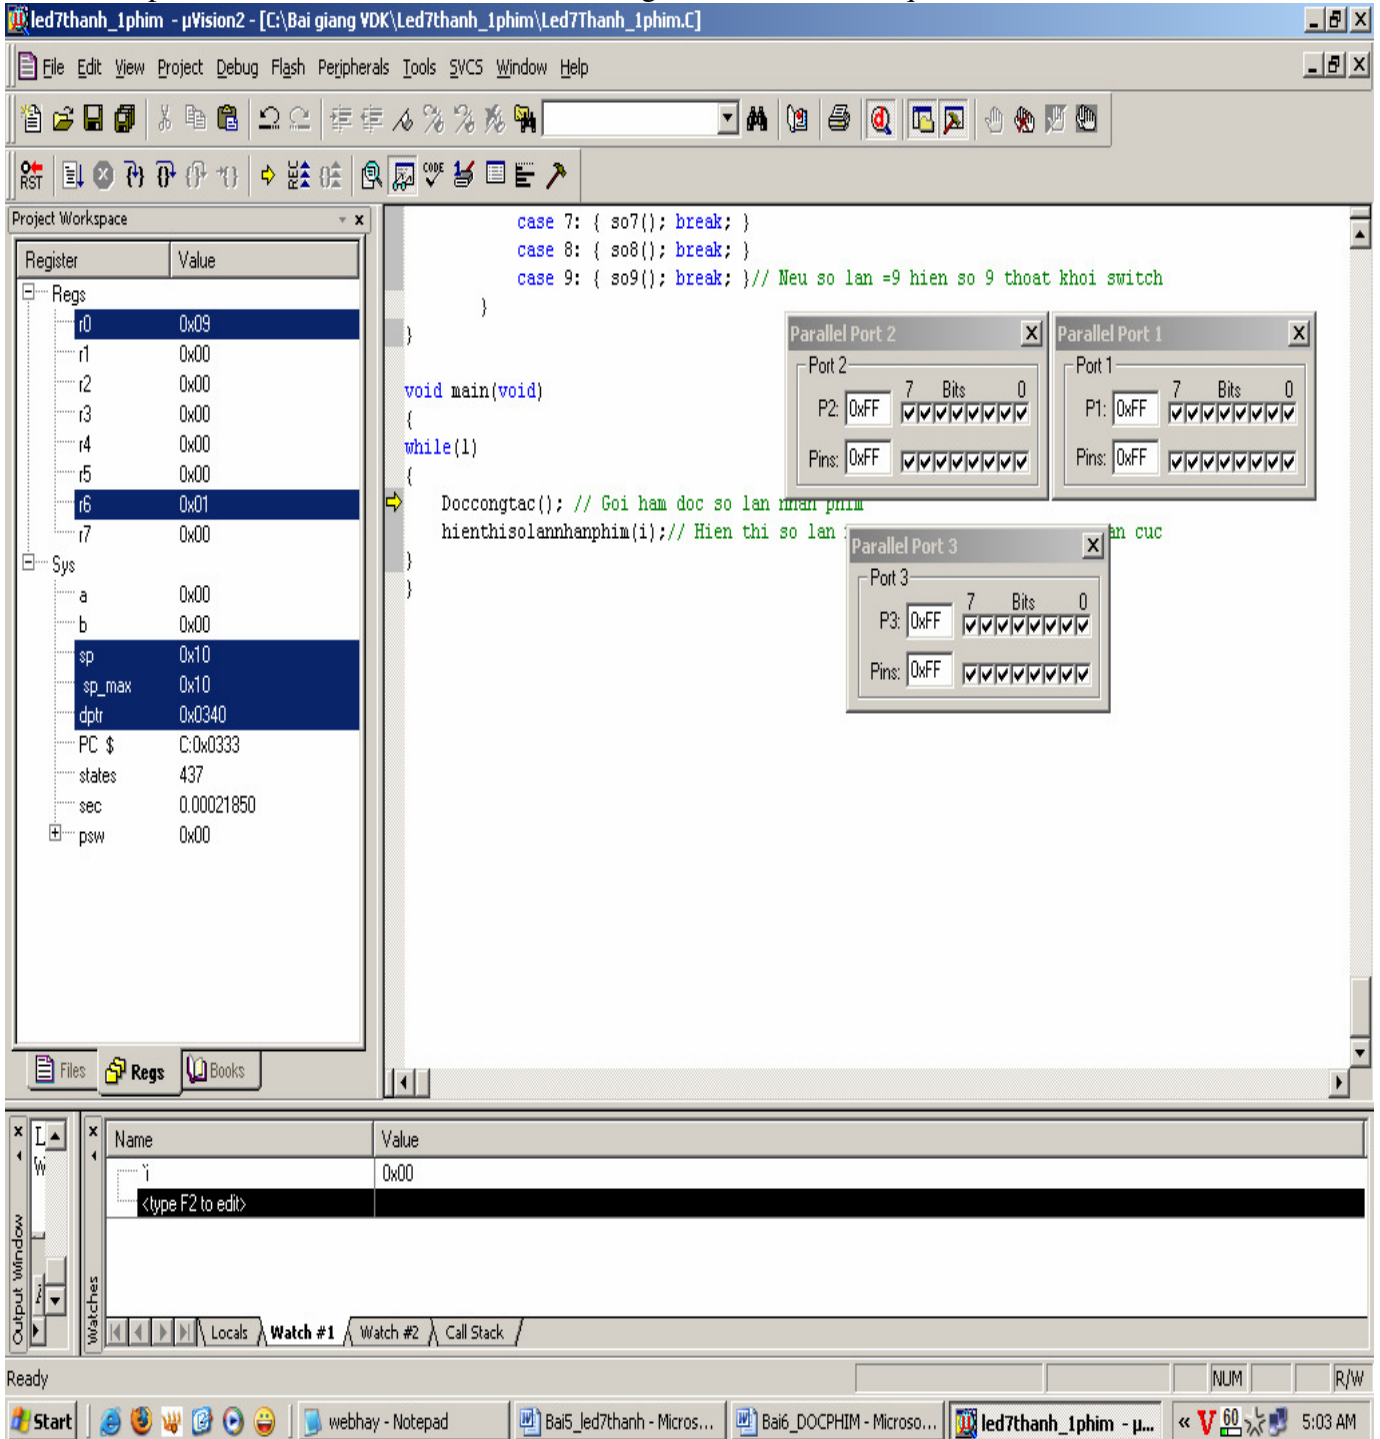 led7thanh_1phim - µVision2 - [C:\Bai giang VDK\Led7thanh_1phim\Led7Thanh_1phim.C]
File Edit View Project Debug Flash Peripherals Tools SVCS Window Help
RST
REC
CODE
Project Workspace
Register Value
Regs
r0 0x09
r1 0x00
r2 0x00
r3 0x00
r4 0x00
r5 0x00
r6 0x01
r7 0x00
Sys
a 0x00
b 0x00
sp 0x10
sp_max 0x10
dptr 0x0340
PC $ C:0x0333
states 437
sec 0.00021850
psw 0x00
Files Regs Books
case 7: { so7(); break; }
case 8: { so8(); break; }
case 9: { so9(); break; }// Neu so lan =9 hien so 9 thoat khoi switch
}
}
void main(void)
{
while(1)
{
Doccongtac(); // Goi ham doc so lan nhan phim
hienthisolannhanphim(i);// Hien thi so lan
an cuc
}
}
Parallel Port 2
Port 2
7 Bits 0
P2: 0xFF
Pins: 0xFF
Parallel Port 1
Port 1
7 Bits 0
P1: 0xFF
Pins: 0xFF
Parallel Port 3
Port 3
7 Bits 0
P3: 0xFF
Pins: 0xFF
Output Window
Watches
Name Value
`i 0x00
<type F2 to edit>
Locals Watch #1 Watch #2 Call Stack
Ready NUM R/W
Start webhay - Notepad Bai5_led7thanh - Micros... Bai6_DOCPHIM - Microso... led7thanh_1phim - µ... « V 60 5:03 AM